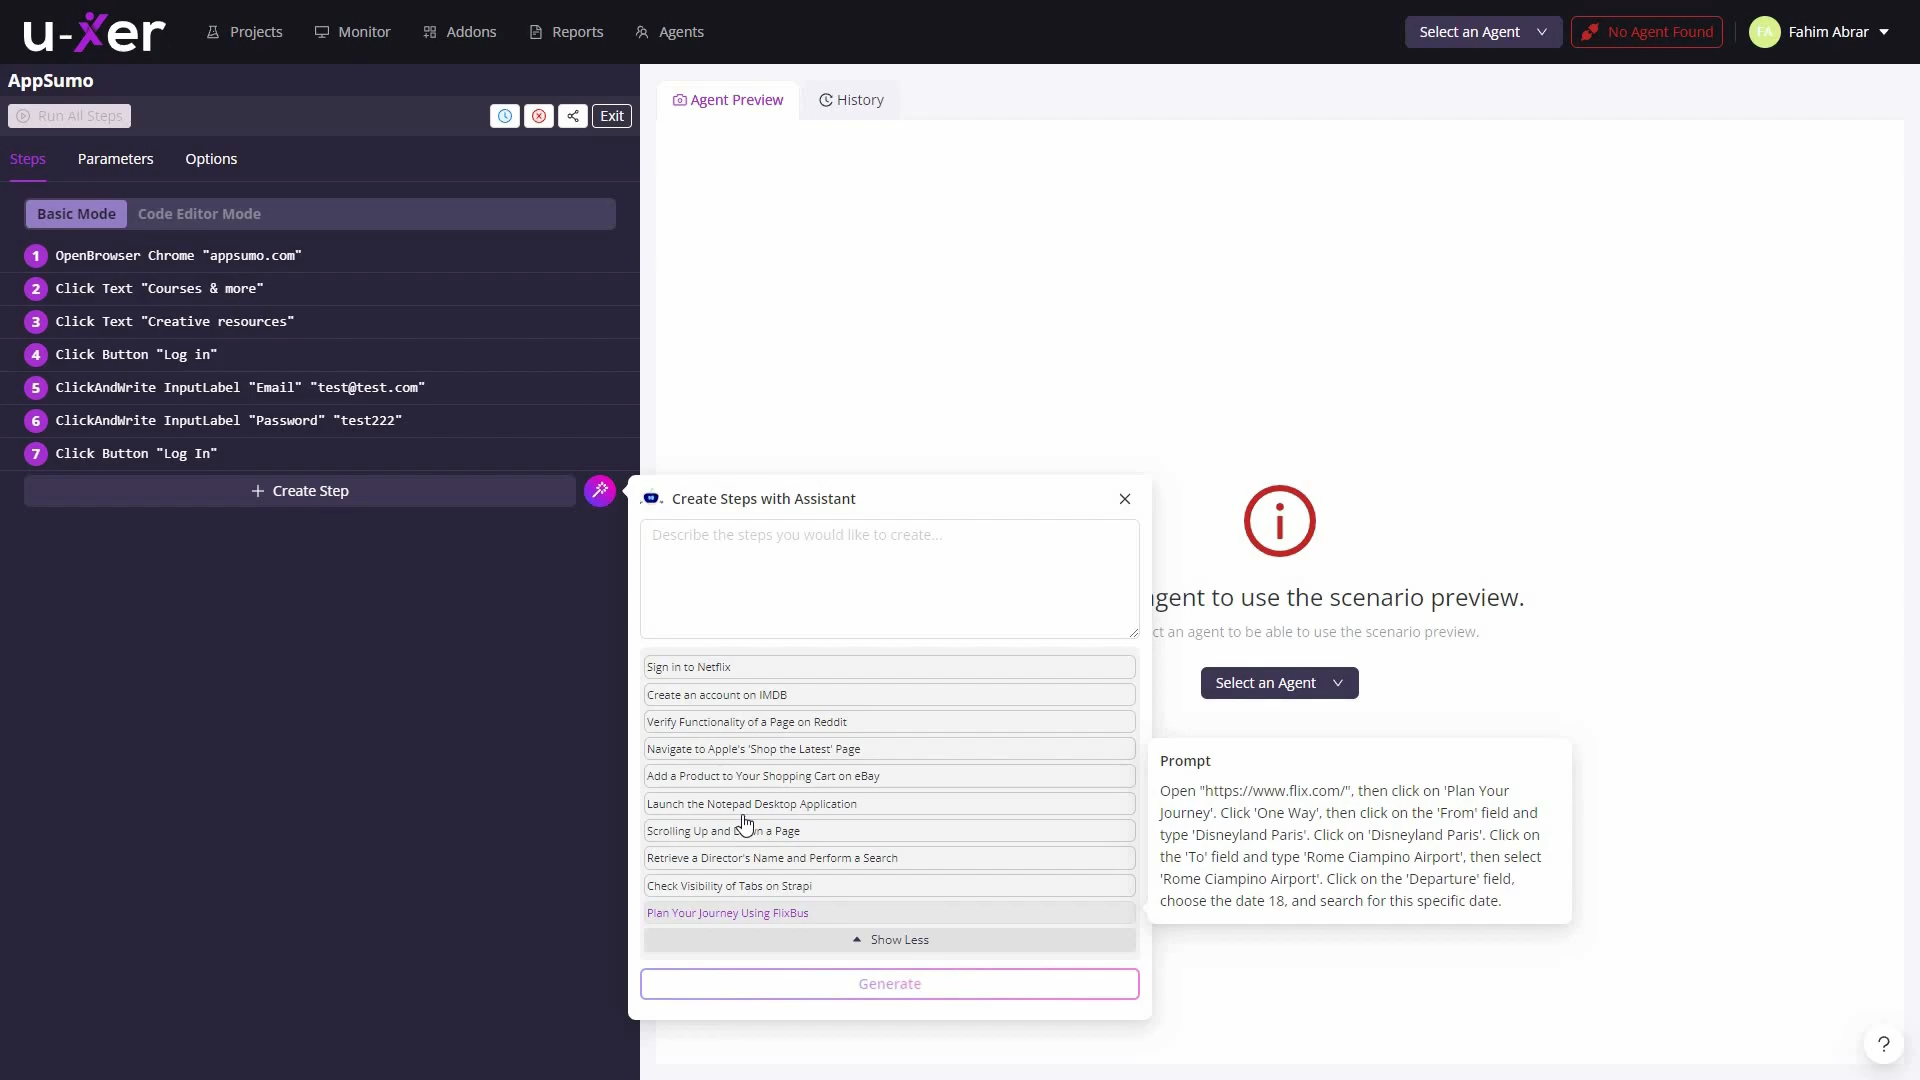 u-xer
Projects
Monitor
Addons
Reports
Agents
Select an Agent
No Agent Found
FA
Fahim Abrar
AppSumo
Run All Steps
Exit
Agent Preview
History
Steps
Parameters
Options
Basic Mode
Code Editor Mode
1 OpenBrowser Chrome "appsumo.com"
2 Click Text "Courses & more"
3 Click Text "Creative resources"
4 Click Button "Log in"
5 ClickAndWrite InputLabel "Email" "test@test.com"
6 ClickAndWrite InputLabel "Password" "test222"
7 Click Button "Log In"
+ Create Step
Create Steps with Assistant
Describe the steps you would like to create...
Sign in to Netflix
Create an account on IMDB
Verify Functionality of a Page on Reddit
Navigate to Apple's 'Shop the Latest' Page
Add a Product to Your Shopping Cart on eBay
Launch the Notepad Desktop Application
Scrolling Up and Down a Page
Retrieve a Director's Name and Perform a Search
Check Visibility of Tabs on Strapi
Plan Your Journey Using FlixBus
Show Less
Generate
agent to use the scenario preview.
ct an agent to be able to use the scenario preview.
Select an Agent
Prompt
Open "https://www.flix.com/", then click on 'Plan Your
Journey'. Click 'One Way', then click on the 'From' field and
type 'Disneyland Paris'. Click on 'Disneyland Paris'. Click on
the 'To' field and type 'Rome Ciampino Airport', then select
'Rome Ciampino Airport'. Click on the 'Departure' field,
choose the date 18, and search for this specific date.
?